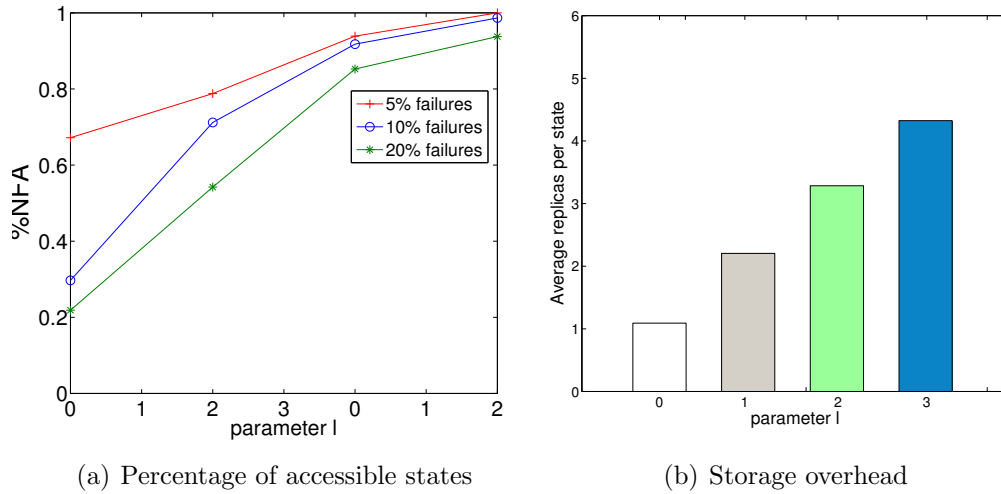 1
0.8
0.6
0.4
0.2
0
%NFA
5% failures
10% failures
20% failures
0 1 2 3 0 1 2
parameter l
(a) Percentage of accessible states
6
5
4
3
2
1
0
Average replicas per state
0 1 2 3
parameter l
(b) Storage overhead